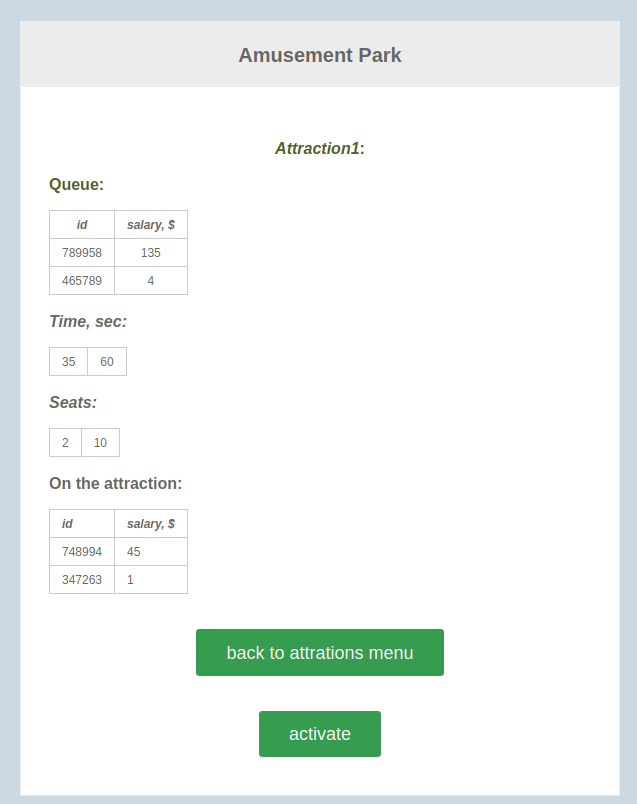 Amusement Park
Attraction1:
Queue:
id salary, $
789958 135
465789 4
Time, sec:
35 60
Seats:
2 10
On the attraction:
id salary, $
748994 45
347263 1
back to attrations menu
activate